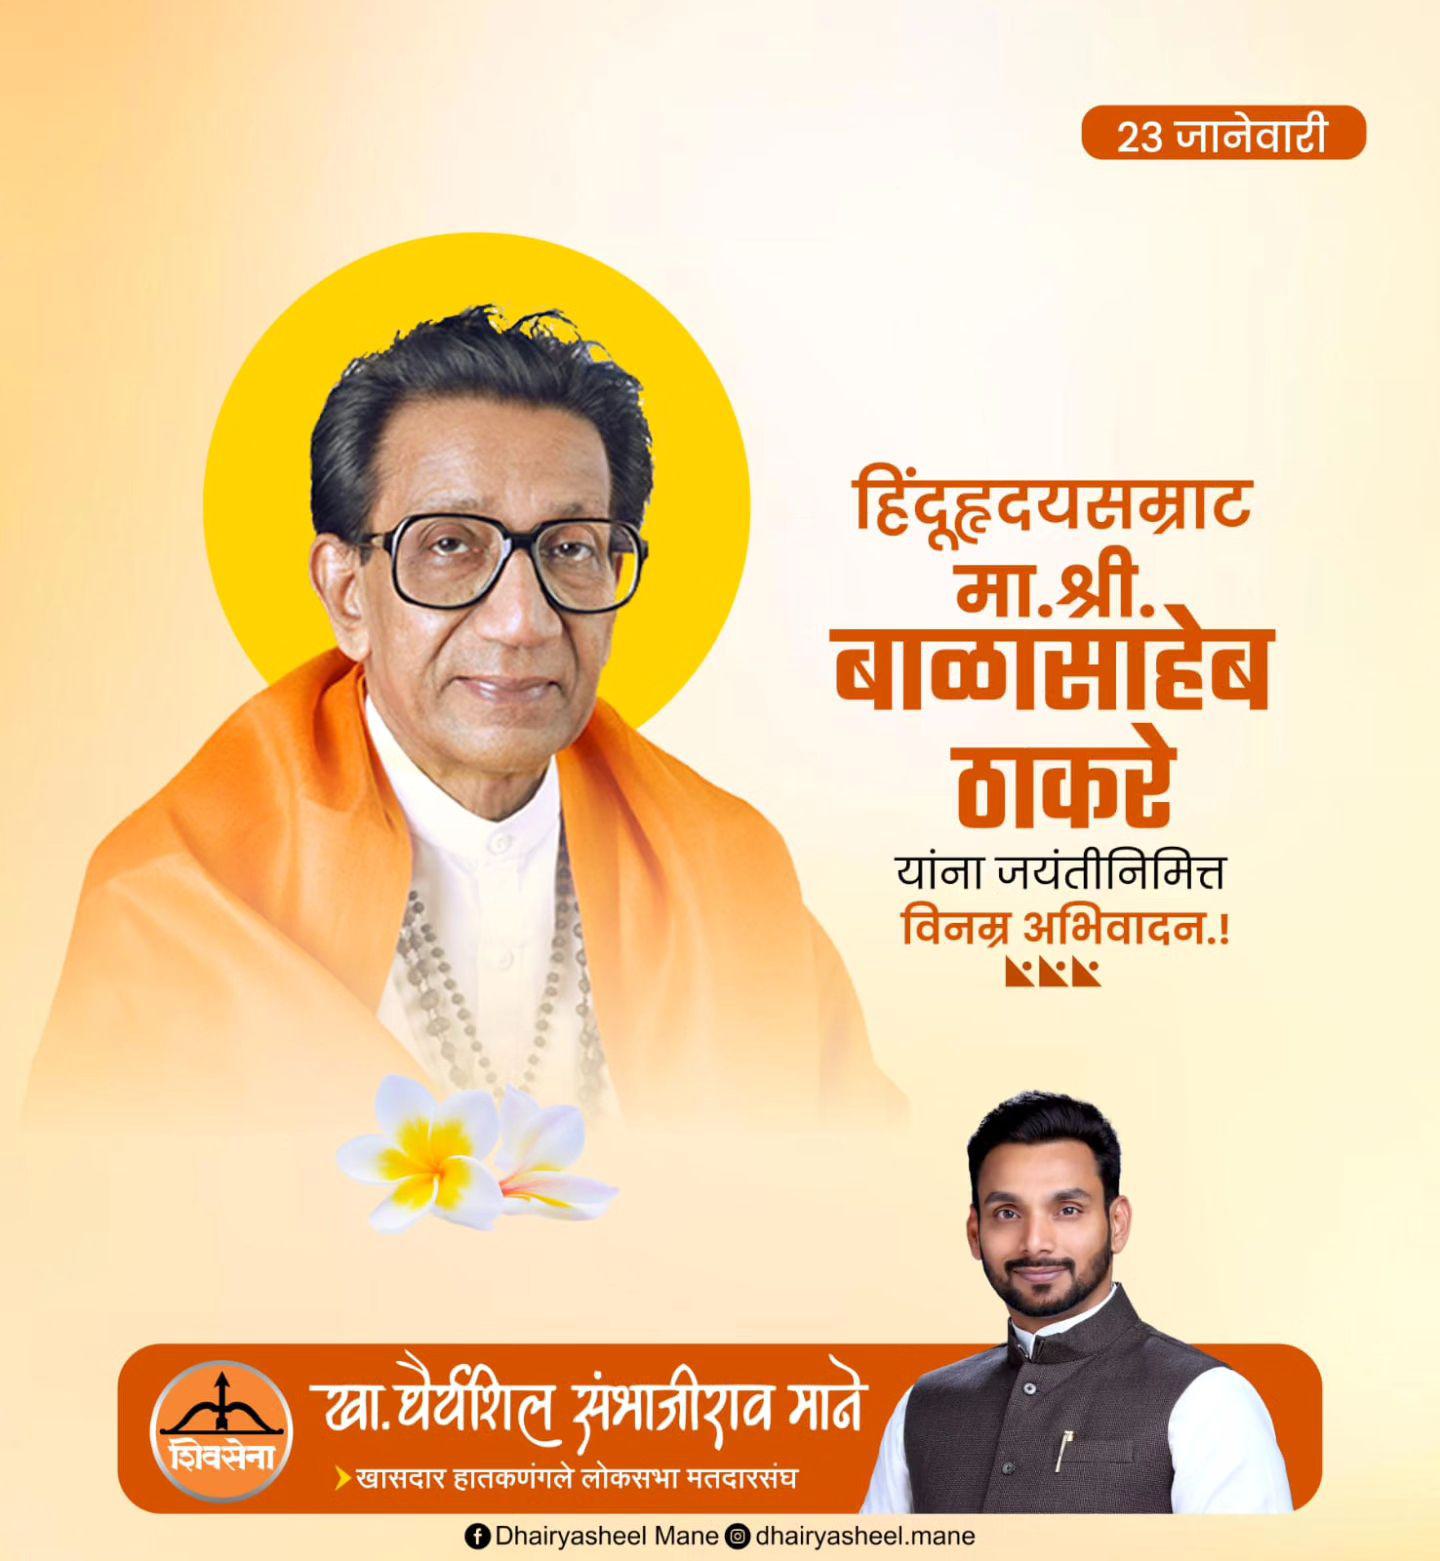 23 जानेवारी
हिंदूहृदयसम्राट
मा.श्री.
बाळासाहेब
ठाकरे
यांना जयंतीनिमित्त
विनम्र अभिवादन.!
शिवसेना
खा.धैर्यशिल संभाजीराव माने
खासदार हातकणंगले लोकसभा मतदारसंघ
Dhairyasheel Mane dhairyasheel.mane